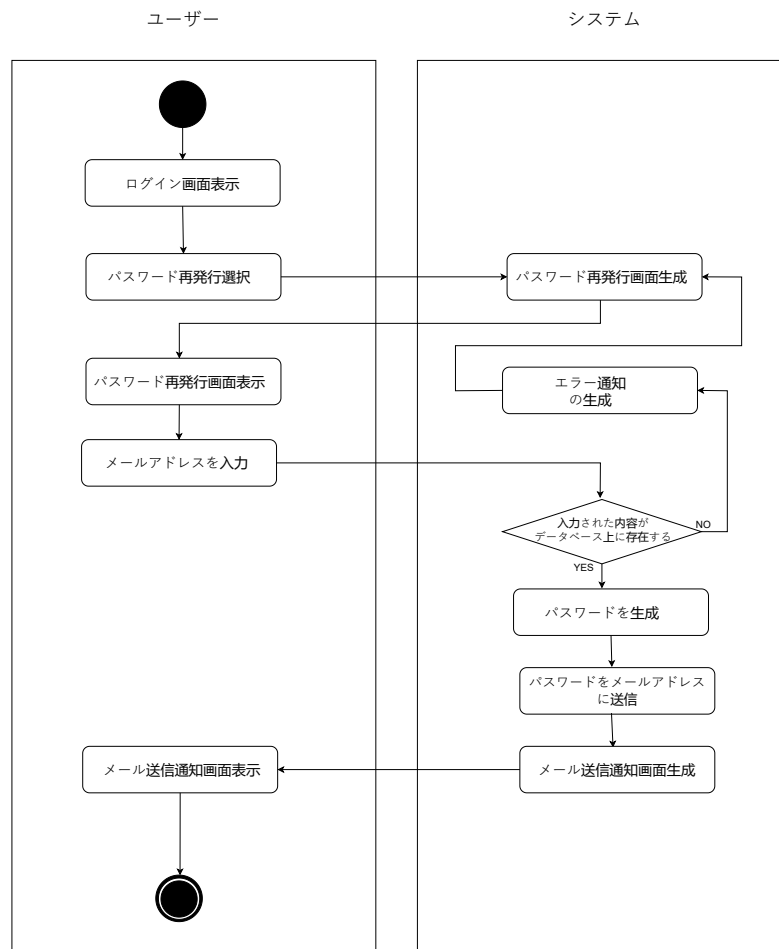 ユーザー
システム
ログイン画面表示
パスワード再発行選択
パスワード再発行画面生成
パスワード再発行画面表示
エラー通知
の生成
メールアドレスを入力
入力された内容が
データベース上に存在する
NO
YES
パスワードを生成
パスワードをメールアドレス
に送信
メール送信通知画面表示
メール送信通知画面生成